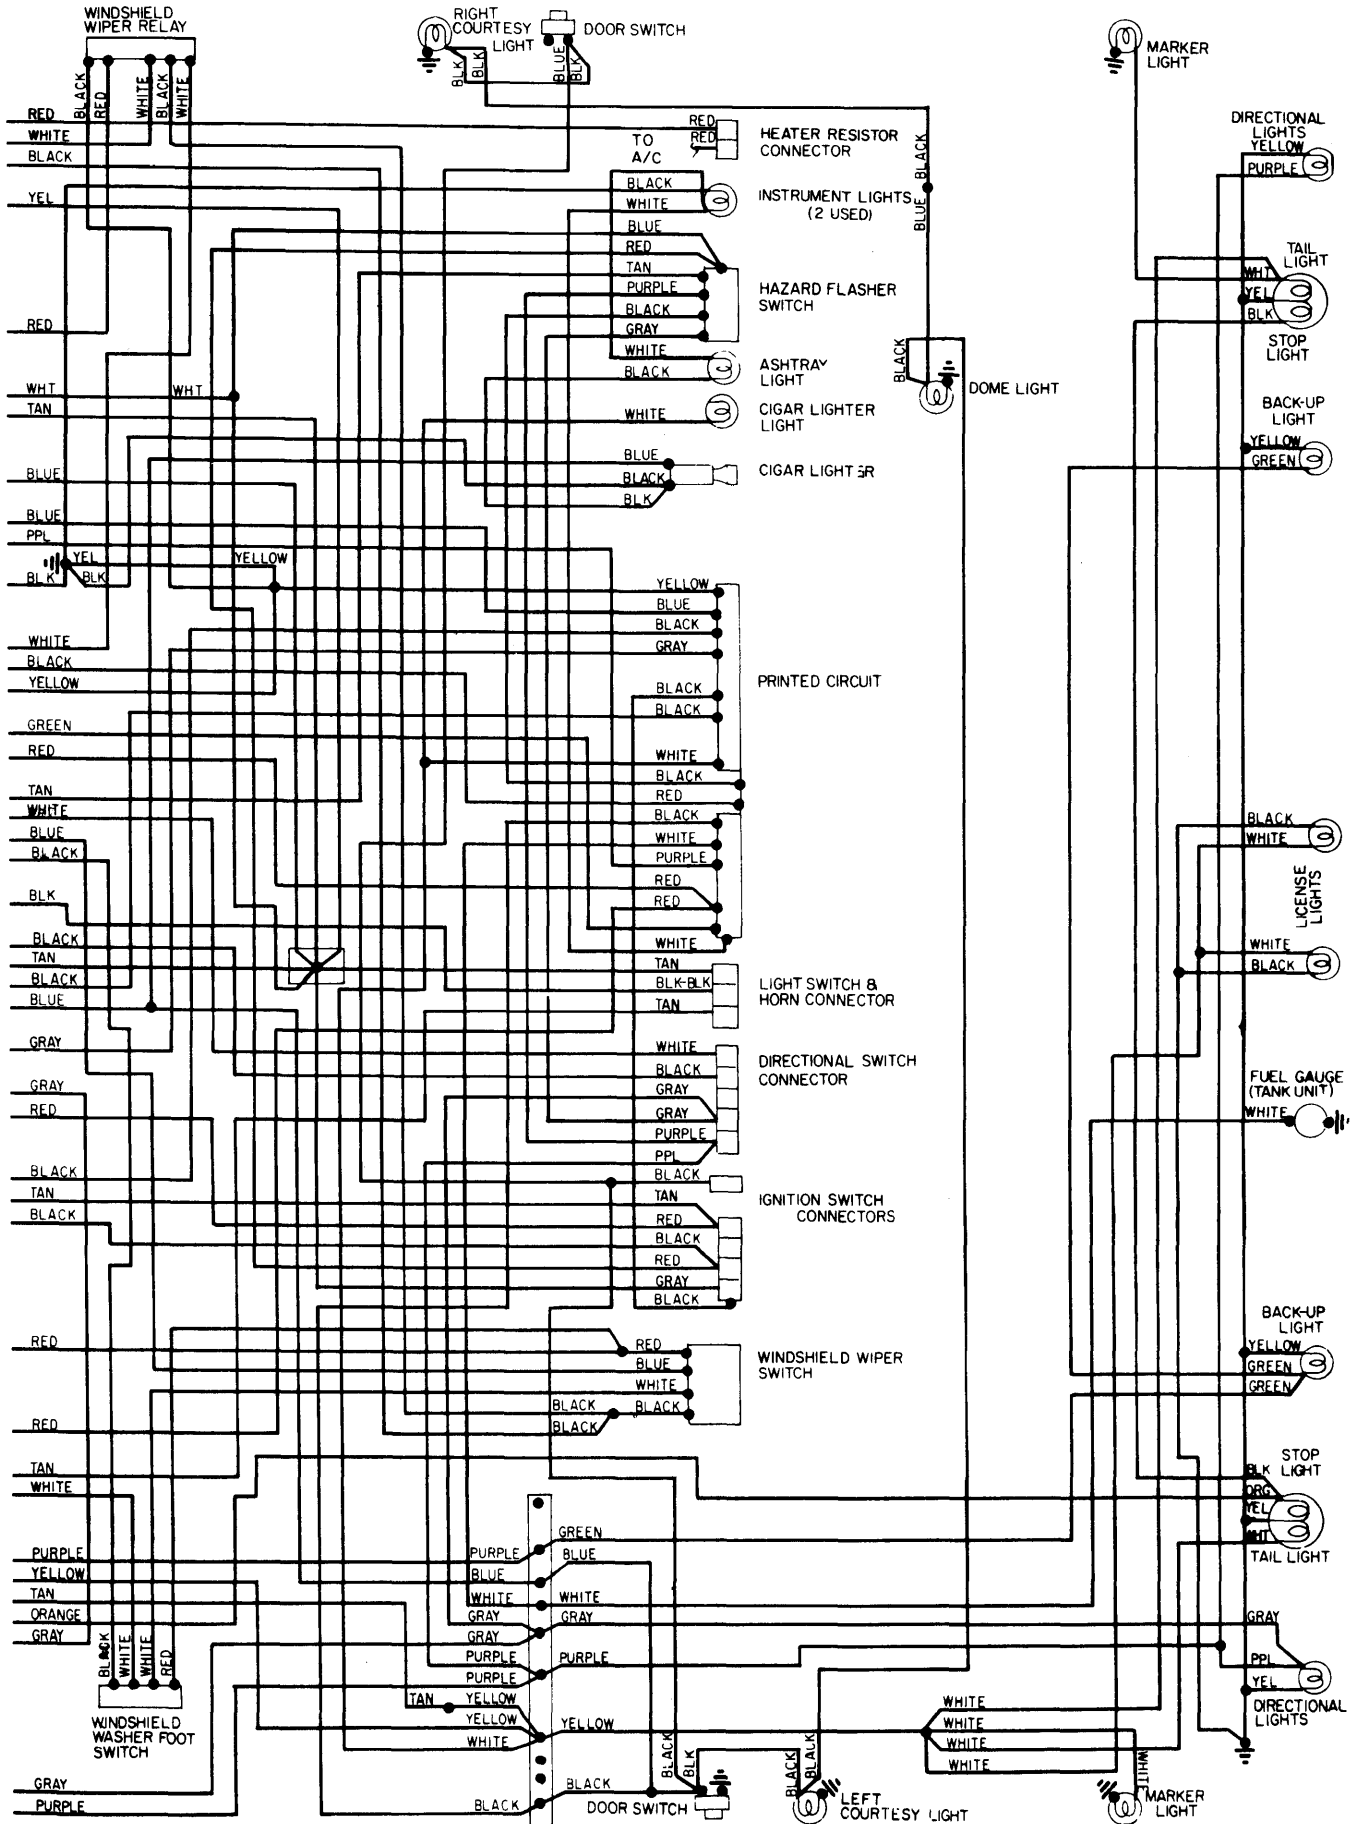 WINDSHIELD
WIPER RELAY
BLACK
RED
WHITE
BLACK
WHITE
RIGHT
COURTESY
LIGHT
BLK
BLK
DOOR SWITCH
BLUE
BLK
MARKER
LIGHT
RED
WHITE
BLACK
YEL
RED
WHT
WHT
TAN
BLUE
BLUE
PPL
YEL
YELLOW
BLK
BLK
WHITE
BLACK
YELLOW
GREEN
RED
TAN
WHITE
BLUE
BLACK
BLK
BLACK
TAN
BLACK
BLUE
GRAY
GRAY
RED
BLACK
TAN
BLACK
RED
RED
TAN
WHITE
PURPLE
YELLOW
TAN
ORANGE
GRAY
BLACK
WHITE
WHITE
RED
WINDSHIELD
WASHER FOOT
SWITCH
GRAY
PURPLE
RED
RED
TO
A/C
HEATER RESISTOR
CONNECTOR
BLACK
WHITE
INSTRUMENT LIGHTS
(2 USED)
BLUE
RED
TAN
PURPLE
BLACK
GRAY
HAZARD FLASHER
SWITCH
WHITE
BLACK
ASHTRAY
LIGHT
WHITE
CIGAR LIGHTER
LIGHT
BLUE
BLACK
BLK
CIGAR LIGHTER
BLACK
BLUE
BLACK
DOME LIGHT
YELLOW
BLUE
BLACK
GRAY
BLACK
BLACK
WHITE
BLACK
RED
BLACK
WHITE
PURPLE
RED
RED
WHITE
PRINTED CIRCUIT
TAN
BLK-BLK
TAN
LIGHT SWITCH &
HORN CONNECTOR
WHITE
BLACK
GRAY
GRAY
PURPLE
PPL
DIRECTIONAL SWITCH
CONNECTOR
BLACK
TAN
RED
BLACK
RED
GRAY
BLACK
IGNITION SWITCH
CONNECTORS
RED
BLUE
WHITE
BLACK
BLACK
BLACK
WINDSHIELD WIPER
SWITCH
PURPLE
GREEN
BLUE
BLUE
WHITE
WHITE
GRAY
GRAY
GRAY
PURPLE
PURPLE
PURPLE
TAN
YELLOW
YELLOW
YELLOW
WHITE
BLACK
BLACK
BLACK
BLK
DOOR SWITCH
BLACK
BLACK
LEFT
COURTESY LIGHT
WHITE
WHITE
WHITE
WHITE
WHITE
MARKER
LIGHT
DIRECTIONAL
LIGHTS
YELLOW
PURPLE
TAIL
LIGHT
WHT
YEL
BLK
STOP
LIGHT
BACK-UP
LIGHT
YELLOW
GREEN
BLACK
WHITE
LICENSE
LIGHTS
WHITE
BLACK
FUEL GAUGE
(TANK UNIT)
WHITE
BACK-UP
LIGHT
YELLOW
GREEN
GREEN
STOP
LIGHT
BLK
ORG
YEL
WHT
TAIL LIGHT
GRAY
PPL
YEL
DIRECTIONAL
LIGHTS